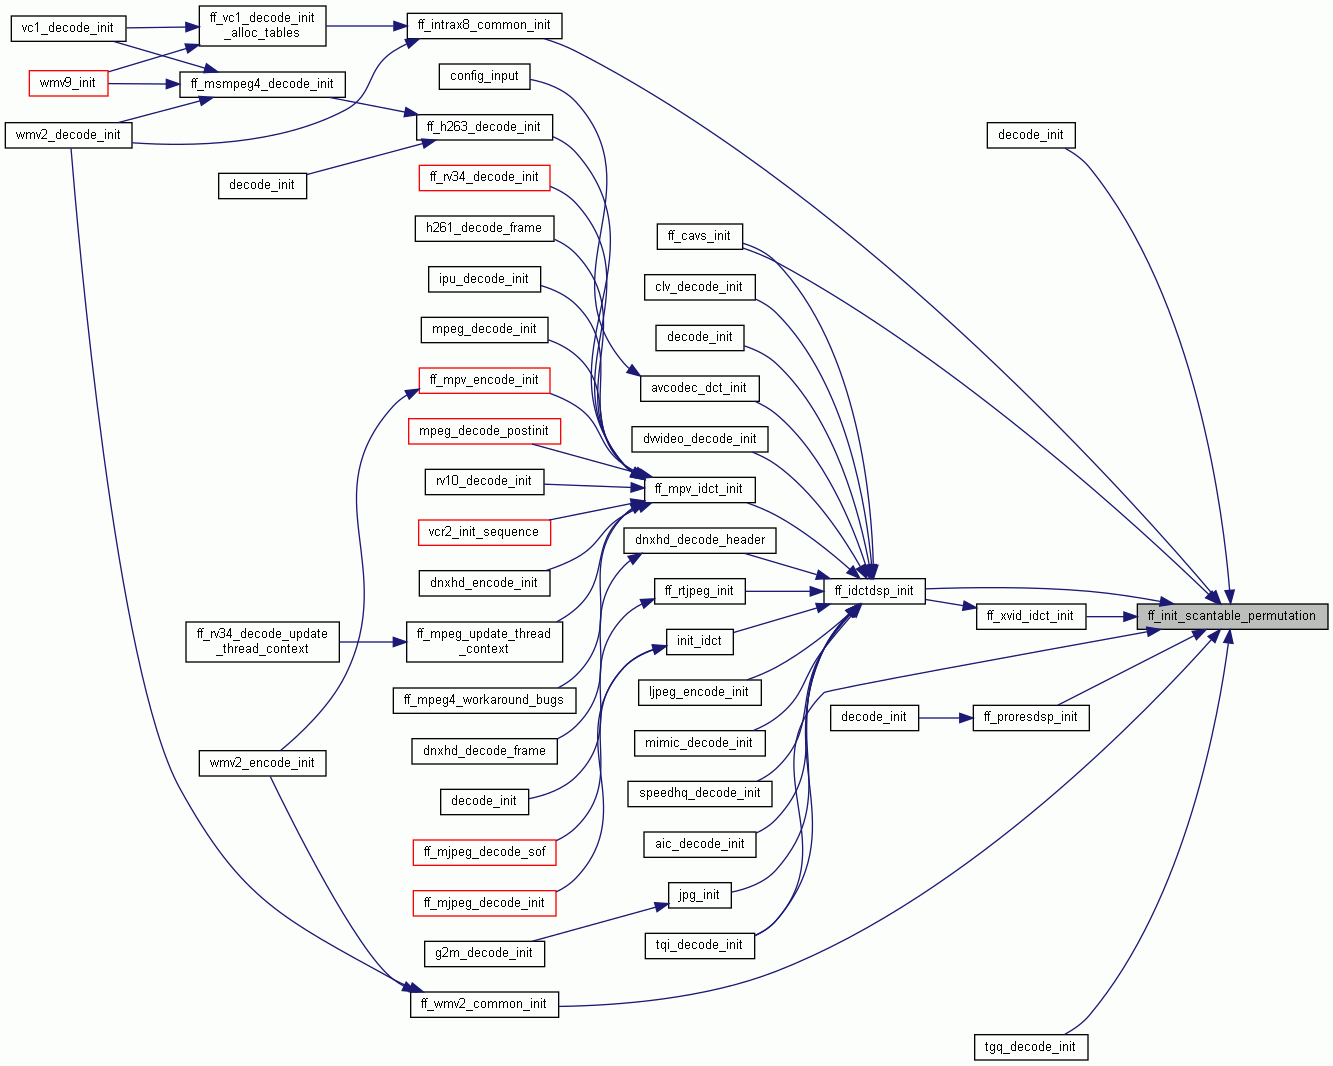 vc1_decode_init
wmv9_init
wmv2_decode_init
ff_vc1_decode_init
_alloc_tables
ff_msmpeg4_decode_init
decode_init
ff_rv34_decode_update
_thread_context
wmv2_encode_init
ff_intrax8_common_init
config_input
ff_h263_decode_init
ff_rv34_decode_init
h261_decode_frame
ipu_decode_init
mpeg_decode_init
ff_mpv_encode_init
mpeg_decode_postinit
rv10_decode_init
vcr2_init_sequence
dnxhd_encode_init
ff_mpeg_update_thread
_context
ff_mpeg4_workaround_bugs
dnxhd_decode_frame
decode_init
ff_mjpeg_decode_sof
ff_mjpeg_decode_init
g2m_decode_init
ff_wmv2_common_init
ff_cavs_init
clv_decode_init
decode_init
avcodec_dct_init
dvvideo_decode_init
ff_mpv_idct_init
dnxhd_decode_header
ff_rtjpeg_init
init_idct
ljpeg_encode_init
mimic_decode_init
speedhq_decode_init
aic_decode_init
jpg_init
tqi_decode_init
ff_idctdsp_init
decode_init
decode_init
ff_xvid_idct_init
ff_proresdsp_init
tgq_decode_init
ff_init_scantable_permutation